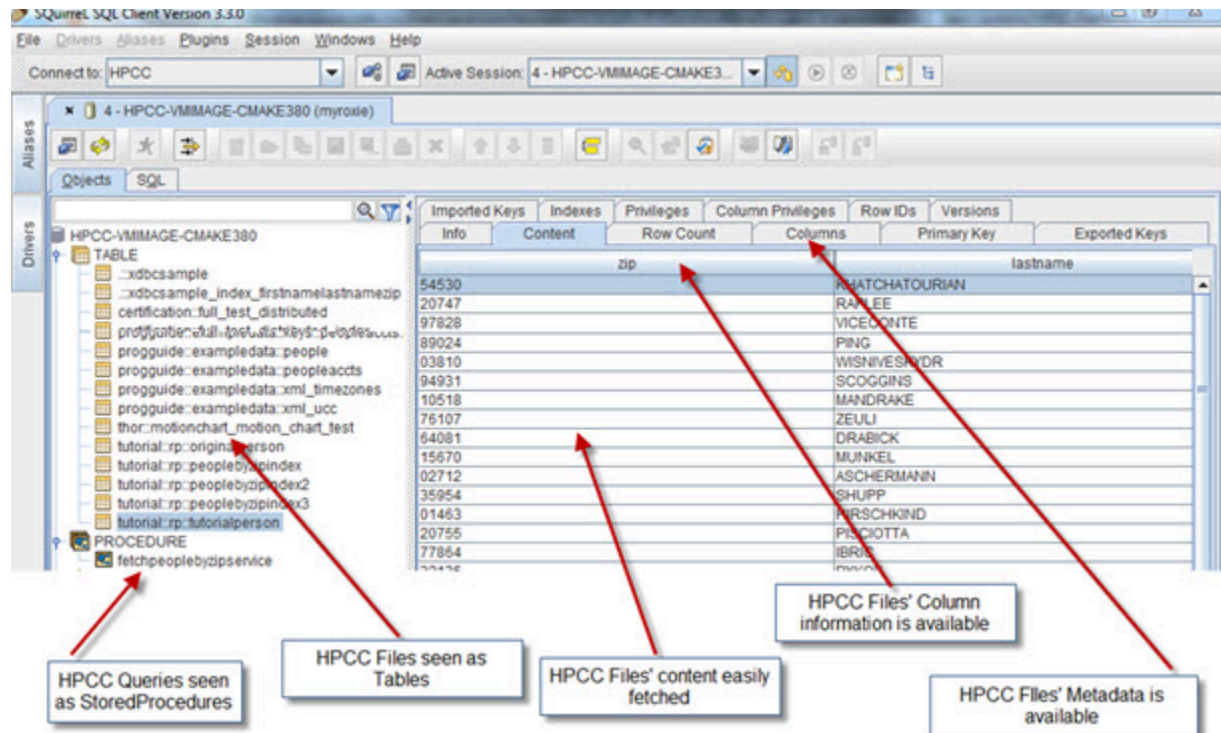 SQuirreL SQL Client Version 3.3.0
File Drivers Aliases Plugins Session Windows Help
Connect to: HPCC Active Session: 4 - HPCC-VMIMAGE-CMAKE3...
4 - HPCC-VMIMAGE-CMAKE380 (myroxie)
Aliases
Drivers
Objects SQL
HPCC-VMIMAGE-CMAKE380
TABLE
.::xdbcsample
.::xdbcsample_index_firstnamelastnamezip
certification::full_test_distributed
progguide::exampledata::people
progguide::exampledata::peopleaccts
progguide::exampledata::xml_timezones
progguide::exampledata::xml_ucc
thor::motionchart_motion_chart_test
tutorial::rp::originalperson
tutorial::rp::peoplebyzipindex
tutorial::rp::peoplebyzipindex2
tutorial::rp::peoplebyzipindex3
tutorial::rp::tutorialperson
PROCEDURE
fetchpeoplebyzipservice
Imported Keys Indexes Privileges Column Privileges Row IDs Versions
Info Content Row Count Columns Primary Key Exported Keys
zip lastname
54530 KHATCHATOURIAN
20747
97828 VICECONTE
89024 PING
03810
94931 SCOGGINS
10518 MANDRAKE
76107 ZEULI
64081 DRABICK
15670 MUNKEL
02712 ASCHERMANN
35954 SHUPP
01463 HIRSCHKIND
20755 PISCIOTTA
77864
HPCC Queries seen
as StoredProcedures
HPCC Files seen as
Tables
HPCC Files' content easily
fetched
HPCC Files' Column
information is available
HPCC FIles' Metadata is
available